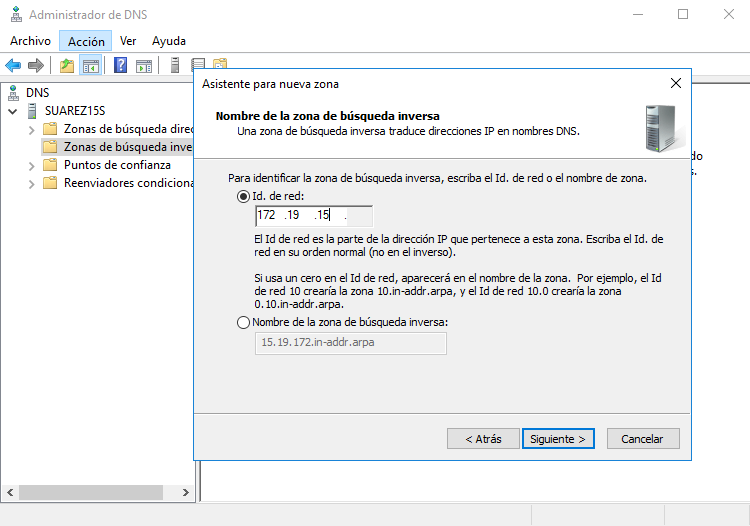 Administrador de DNS
Archivo Acción Ver Ayuda
DNS
SUAREZ15S
Zonas de búsqueda direc
Zonas de búsqueda inve
Puntos de confianza
Reenviadores condiciona
Asistente para nueva zona
Nombre de la zona de búsqueda inversa
Una zona de búsqueda inversa traduce direcciones IP en nombres DNS.
Para identificar la zona de búsqueda inversa, escriba el Id. de red o el nombre de zona.
Id. de red:
172 .19 .15 .
El Id de red es la parte de la dirección IP que pertenece a esta zona. Escriba el Id. de
red en su orden normal (no en el inverso).
Si usa un cero en el Id de red, aparecerá en el nombre de la zona. Por ejemplo, el Id
de red 10 crearía la zona 10.in-addr.arpa, y el Id de red 10.0 crearía la zona
0.10.in-addr.arpa.
Nombre de la zona de búsqueda inversa:
15.19.172.in-addr.arpa
< Atrás Siguiente > Cancelar
do
s.